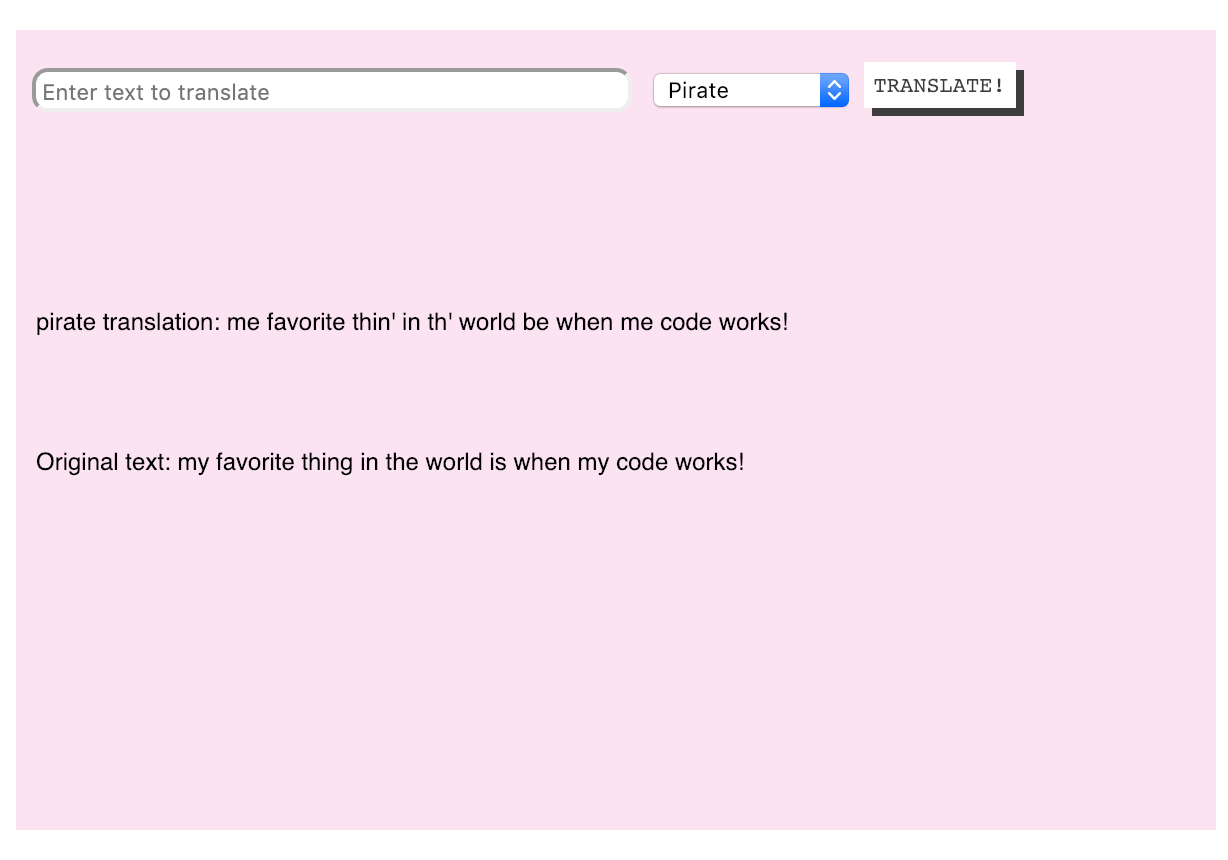 Enter text to translate Pirate TRANSLATE!
pirate translation: me favorite thin' in th' world be when me code works!
Original text: my favorite thing in the world is when my code works!